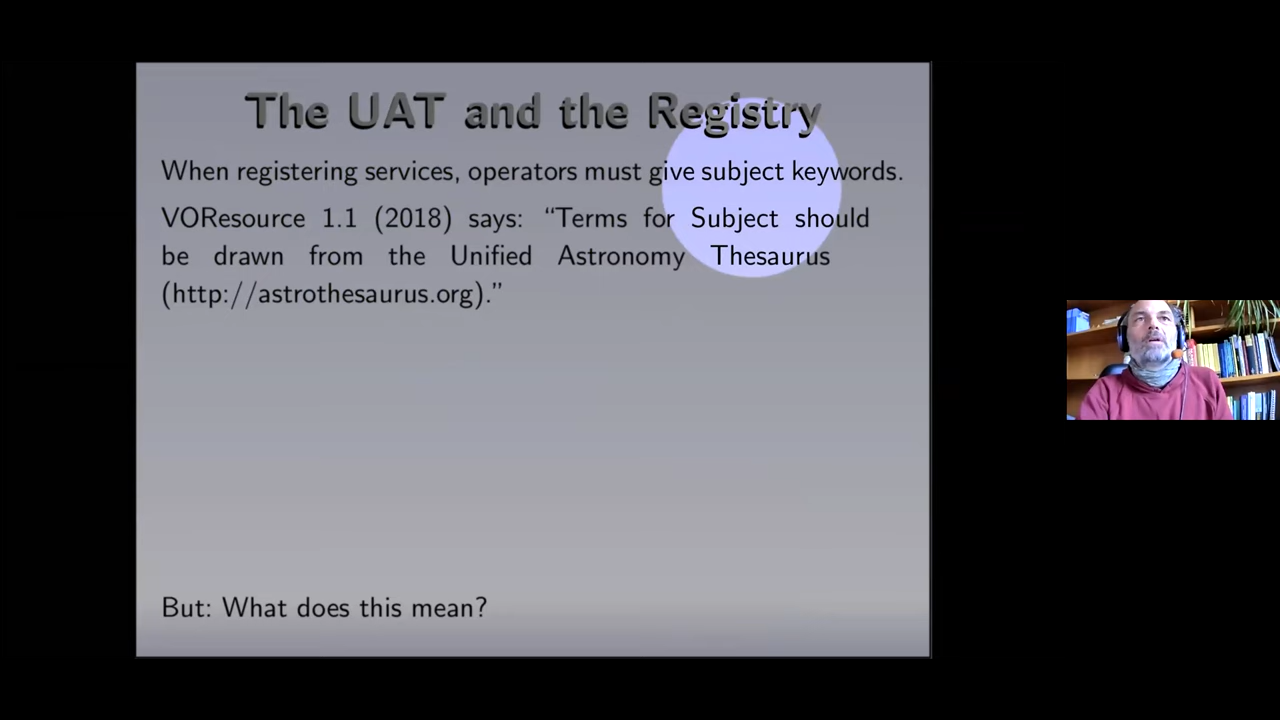 The UAT and the Registry
When registering services, operators must give subject keywords.
VOResource 1.1 (2018) says: “Terms for Subject should
be drawn from the Unified Astronomy Thesaurus
(http://astrothesaurus.org).”
But: What does this mean?